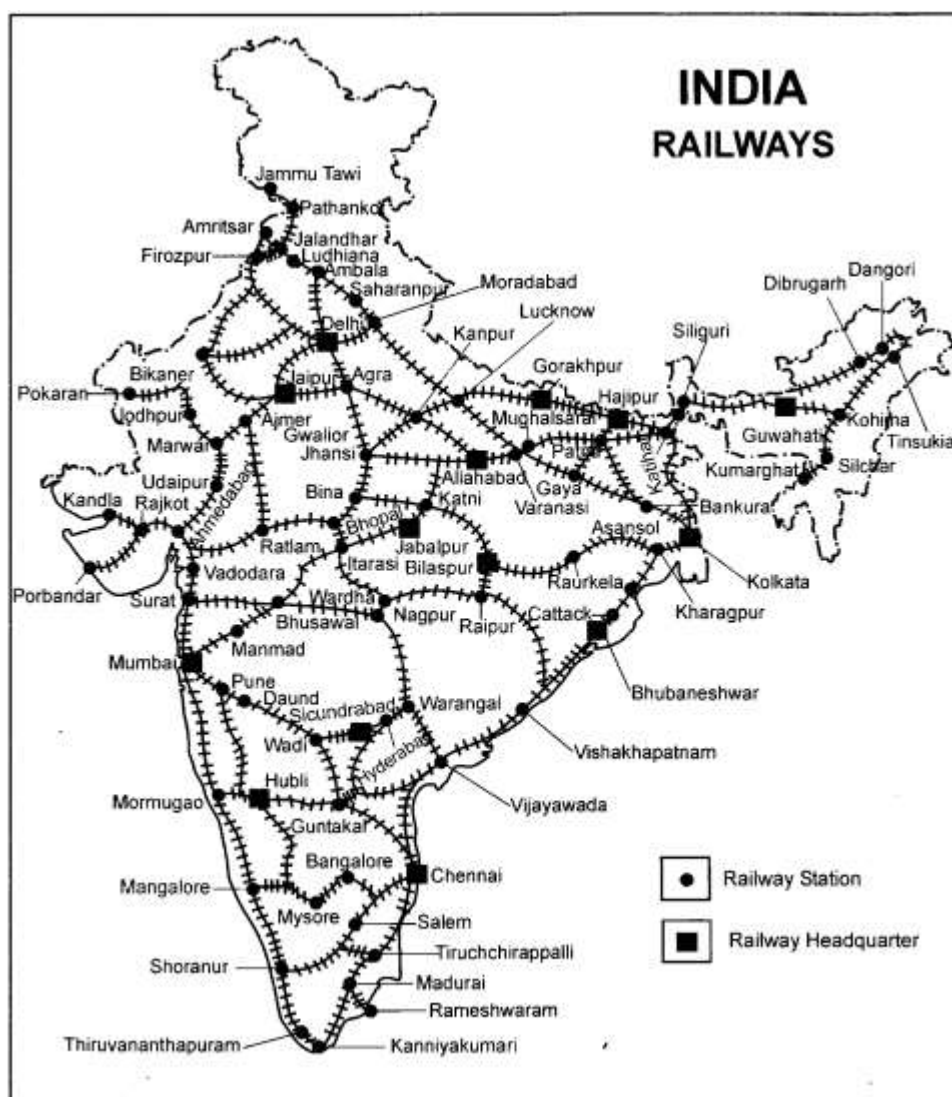 INDIA
RAILWAYS
Jammu Tawi
Pathankot
Amritsar
Jalandhar
Firozpur
Ludhiana
Ambala
Saharanpur
Moradabad
Dangori
Dibrugarh
Delhi
Kanpur
Lucknow
Siliguri
Bikaner
Jaipur
Agra
Gorakhpur
Pokaran
Hajipur
Jodhpur
Ajmer
Mughalsarai
Kohima
Marwar
Gwalior
Patna
Katihar
Guwahati
Tinsukia
Jhansi
Udaipur
Allahabad
Kumarghat
Silchar
Kandla
Rajkot
Ahmedabad
Bina
Katni
Gaya
Varanasi
Bankura
Bhopal
Asansol
Ratlam
Jabalpur
Itarasi
Bilaspur
Vadodara
Kolkata
Porbandar
Raurkela
Surat
Wardha
Bhusawal
Nagpur
Raipur
Cattack
Kharagpur
Manmad
Mumbai
Bhubaneshwar
Pune
Daund
Sicundrabad
Warangal
Wadi
Hyderabad
Vishakhapatnam
Hubli
Mormugao
Vijayawada
Guntakal
Bangalore
Chennai
Railway Station
Mangalore
Mysore
Salem
Railway Headquarter
Tiruchchirappalli
Shoranur
Madurai
Rameshwaram
Thiruvananthapuram
Kanniyakumari